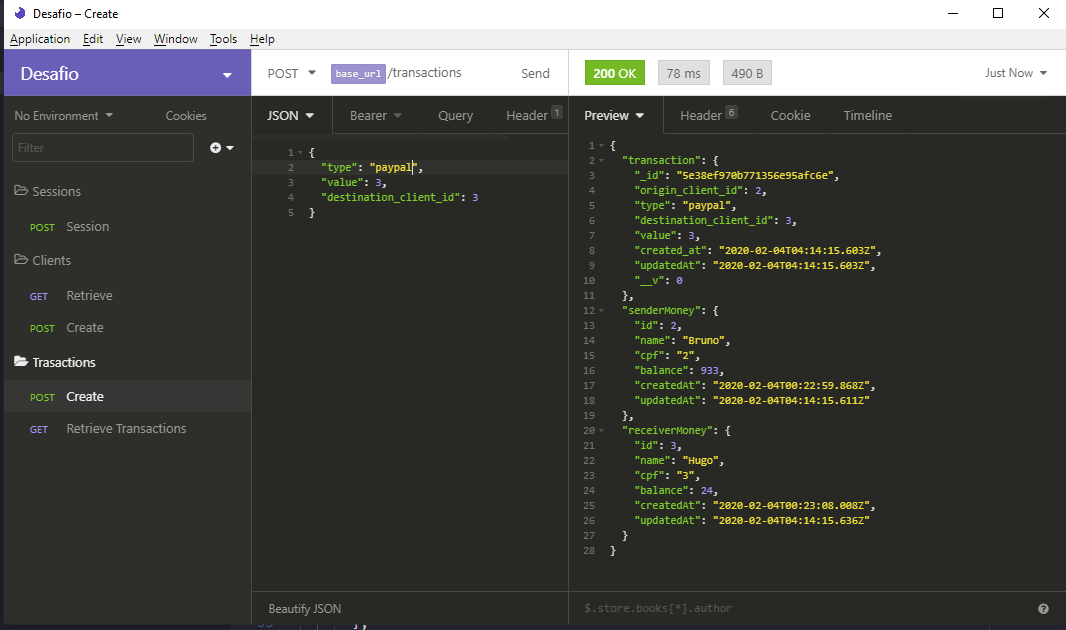 Desafio – Create
Application Edit View Window Tools Help
Desafio
POST base_url/transactions Send
200 OK 78 ms 490 B Just Now
No Environment Cookies
JSON Bearer Query Header 1
Preview Header 6 Cookie Timeline
Filter
Sessions
POST Session
Clients
GET Retrieve
POST Create
Trasactions
POST Create
GET Retrieve Transactions
1 {
2 "type": "paypal",
3 "value": 3,
4 "destination_client_id": 3
5 }
Beautify JSON
1 {
2 "transaction": {
3 "_id": "5e38ef970b771356e95afc6e",
4 "origin_client_id": 2,
5 "type": "paypal",
6 "destination_client_id": 3,
7 "value": 3,
8 "created_at": "2020-02-04T04:14:15.603Z",
9 "updatedAt": "2020-02-04T04:14:15.603Z",
10 "__v": 0
11 },
12 "senderMoney": {
13 "id": 2,
14 "name": "Bruno",
15 "cpf": "2",
16 "balance": 933,
17 "createdAt": "2020-02-04T00:22:59.868Z",
18 "updatedAt": "2020-02-04T04:14:15.611Z"
19 },
20 "receiverMoney": {
21 "id": 3,
22 "name": "Hugo",
23 "cpf": "3",
24 "balance": 24,
25 "createdAt": "2020-02-04T00:23:08.008Z",
26 "updatedAt": "2020-02-04T04:14:15.636Z"
27 }
28 }
$.store.books[*].author